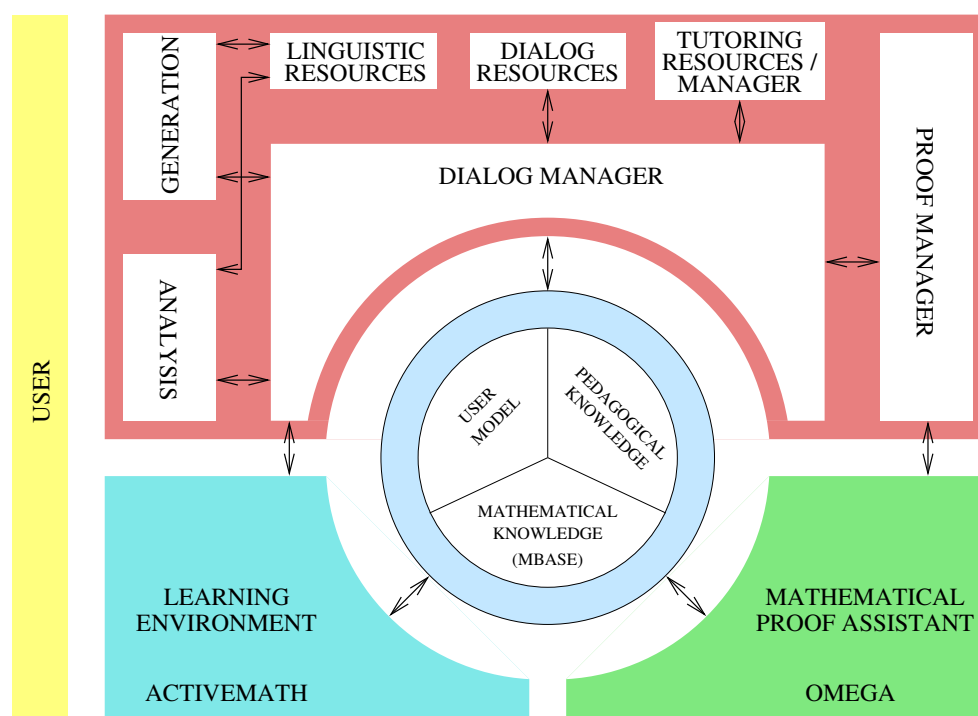 USER
GENERATION
LINGUISTIC
RESOURCES
DIALOG
RESOURCES
TUTORING
RESOURCES /
MANAGER
PROOF MANAGER
DIALOG MANAGER
ANALYSIS
USER
MODEL
PEDAGOGICAL
KNOWLEDGE
MATHEMATICAL
KNOWLEDGE
(MBASE)
LEARNING
ENVIRONMENT
ACTIVEMATH
MATHEMATICAL
PROOF ASSISTANT
OMEGA